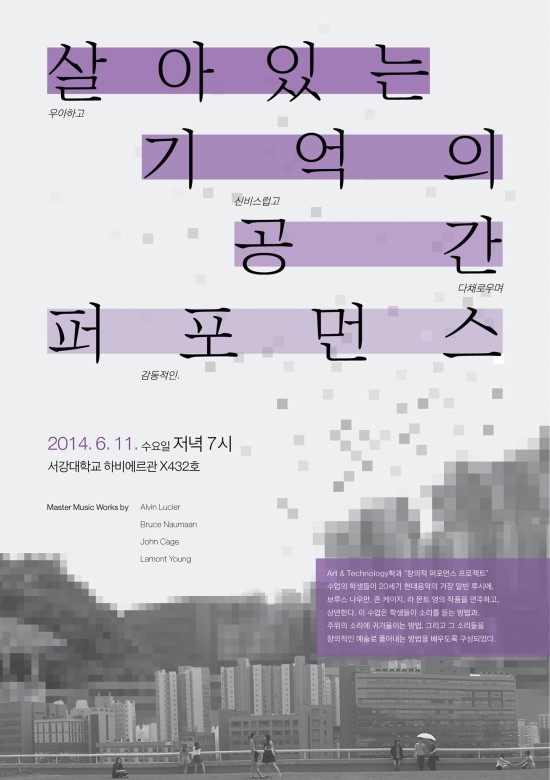 살아있는
우아하고
기억의
신비스럽고
공간
다채로우며
퍼포먼스
감동적인.
2014. 6. 11. 수요일 저녁 7시
서강대학교 하비에르관 X432호
Master Music Works by Alvin Lucier
Bruce Naumaan
John Cage
Lamont Young
Art & Technology학과 "창의적 퍼포먼스 프로젝트"
수업의 학생들이 20세기 현대음악의 거장 알빈 루시에,
브루스 나우만, 존 케이지, 라 몬트 영의 작품을 연주하고,
상연한다. 이 수업은 학생들이 소리를 듣는 방법과,
주위의 소리에 귀기울이는 방법, 그리고 그 소리들을
창의적인 예술로 풀어내는 방법을 배우도록 구성되었다.